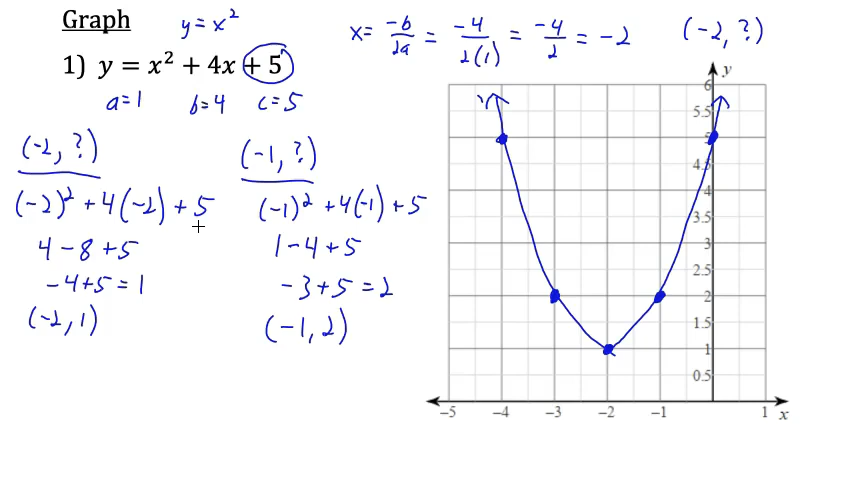 Graph
y = x²
x = -b/2a = -4/2(1) = -4/2 = -2 (-2, ?)
1) y = x² + 4x + 5
a=1 b=4 c=5
(-2, ?)
(-2)² + 4(-2) + 5
4 - 8 + 5
-4+5 = 1
(-2, 1)
(-1, ?)
(-1)² + 4(-1) + 5
1 - 4 + 5
-3+5 = 2
(-1, 2)
y
6
5.5
5
4.5
4
3.5
3
2.5
2
1.5
1
0.5
-5 -4 -3 -2 -1 1 x